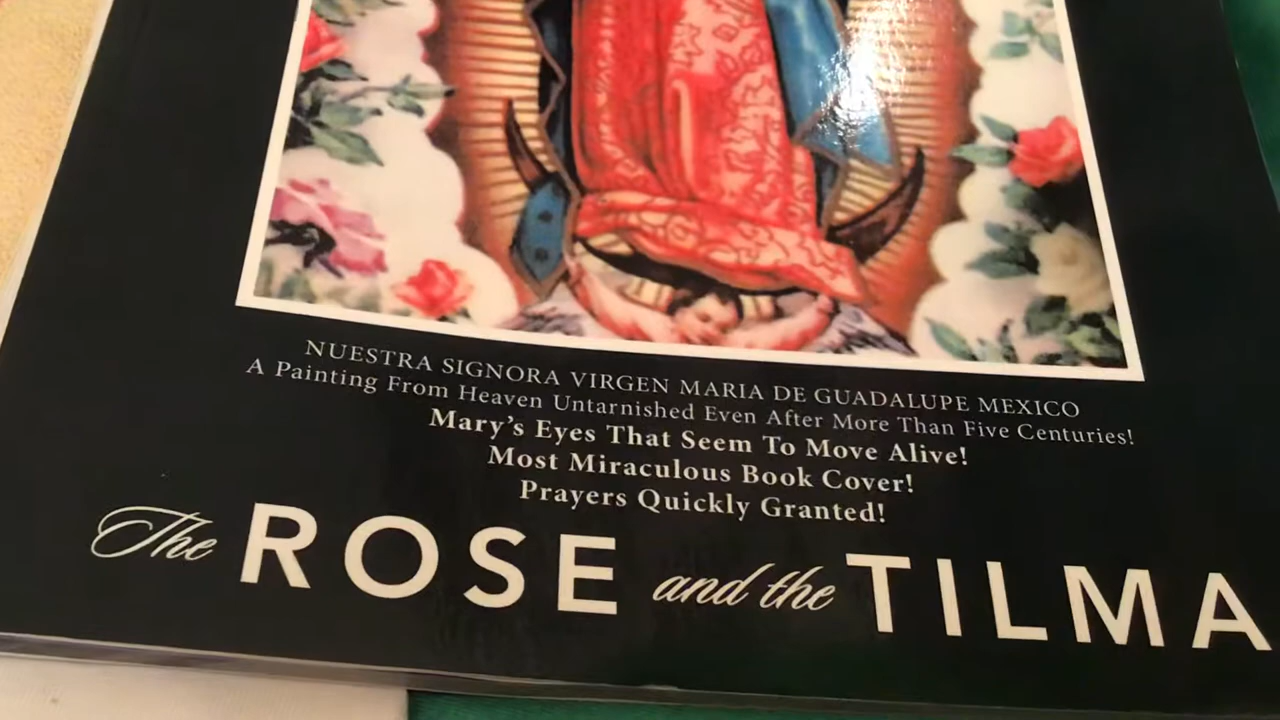 NUESTRA SIGNORA VIRGEN MARIA DE GUADALUPE MEXICO
A Painting From Heaven Untarnished Even After More Than Five Centuries!
Mary's Eyes That Seem To Move Alive!
Most Miraculous Book Cover!
Prayers Quickly Granted!
The ROSE and the TILMA